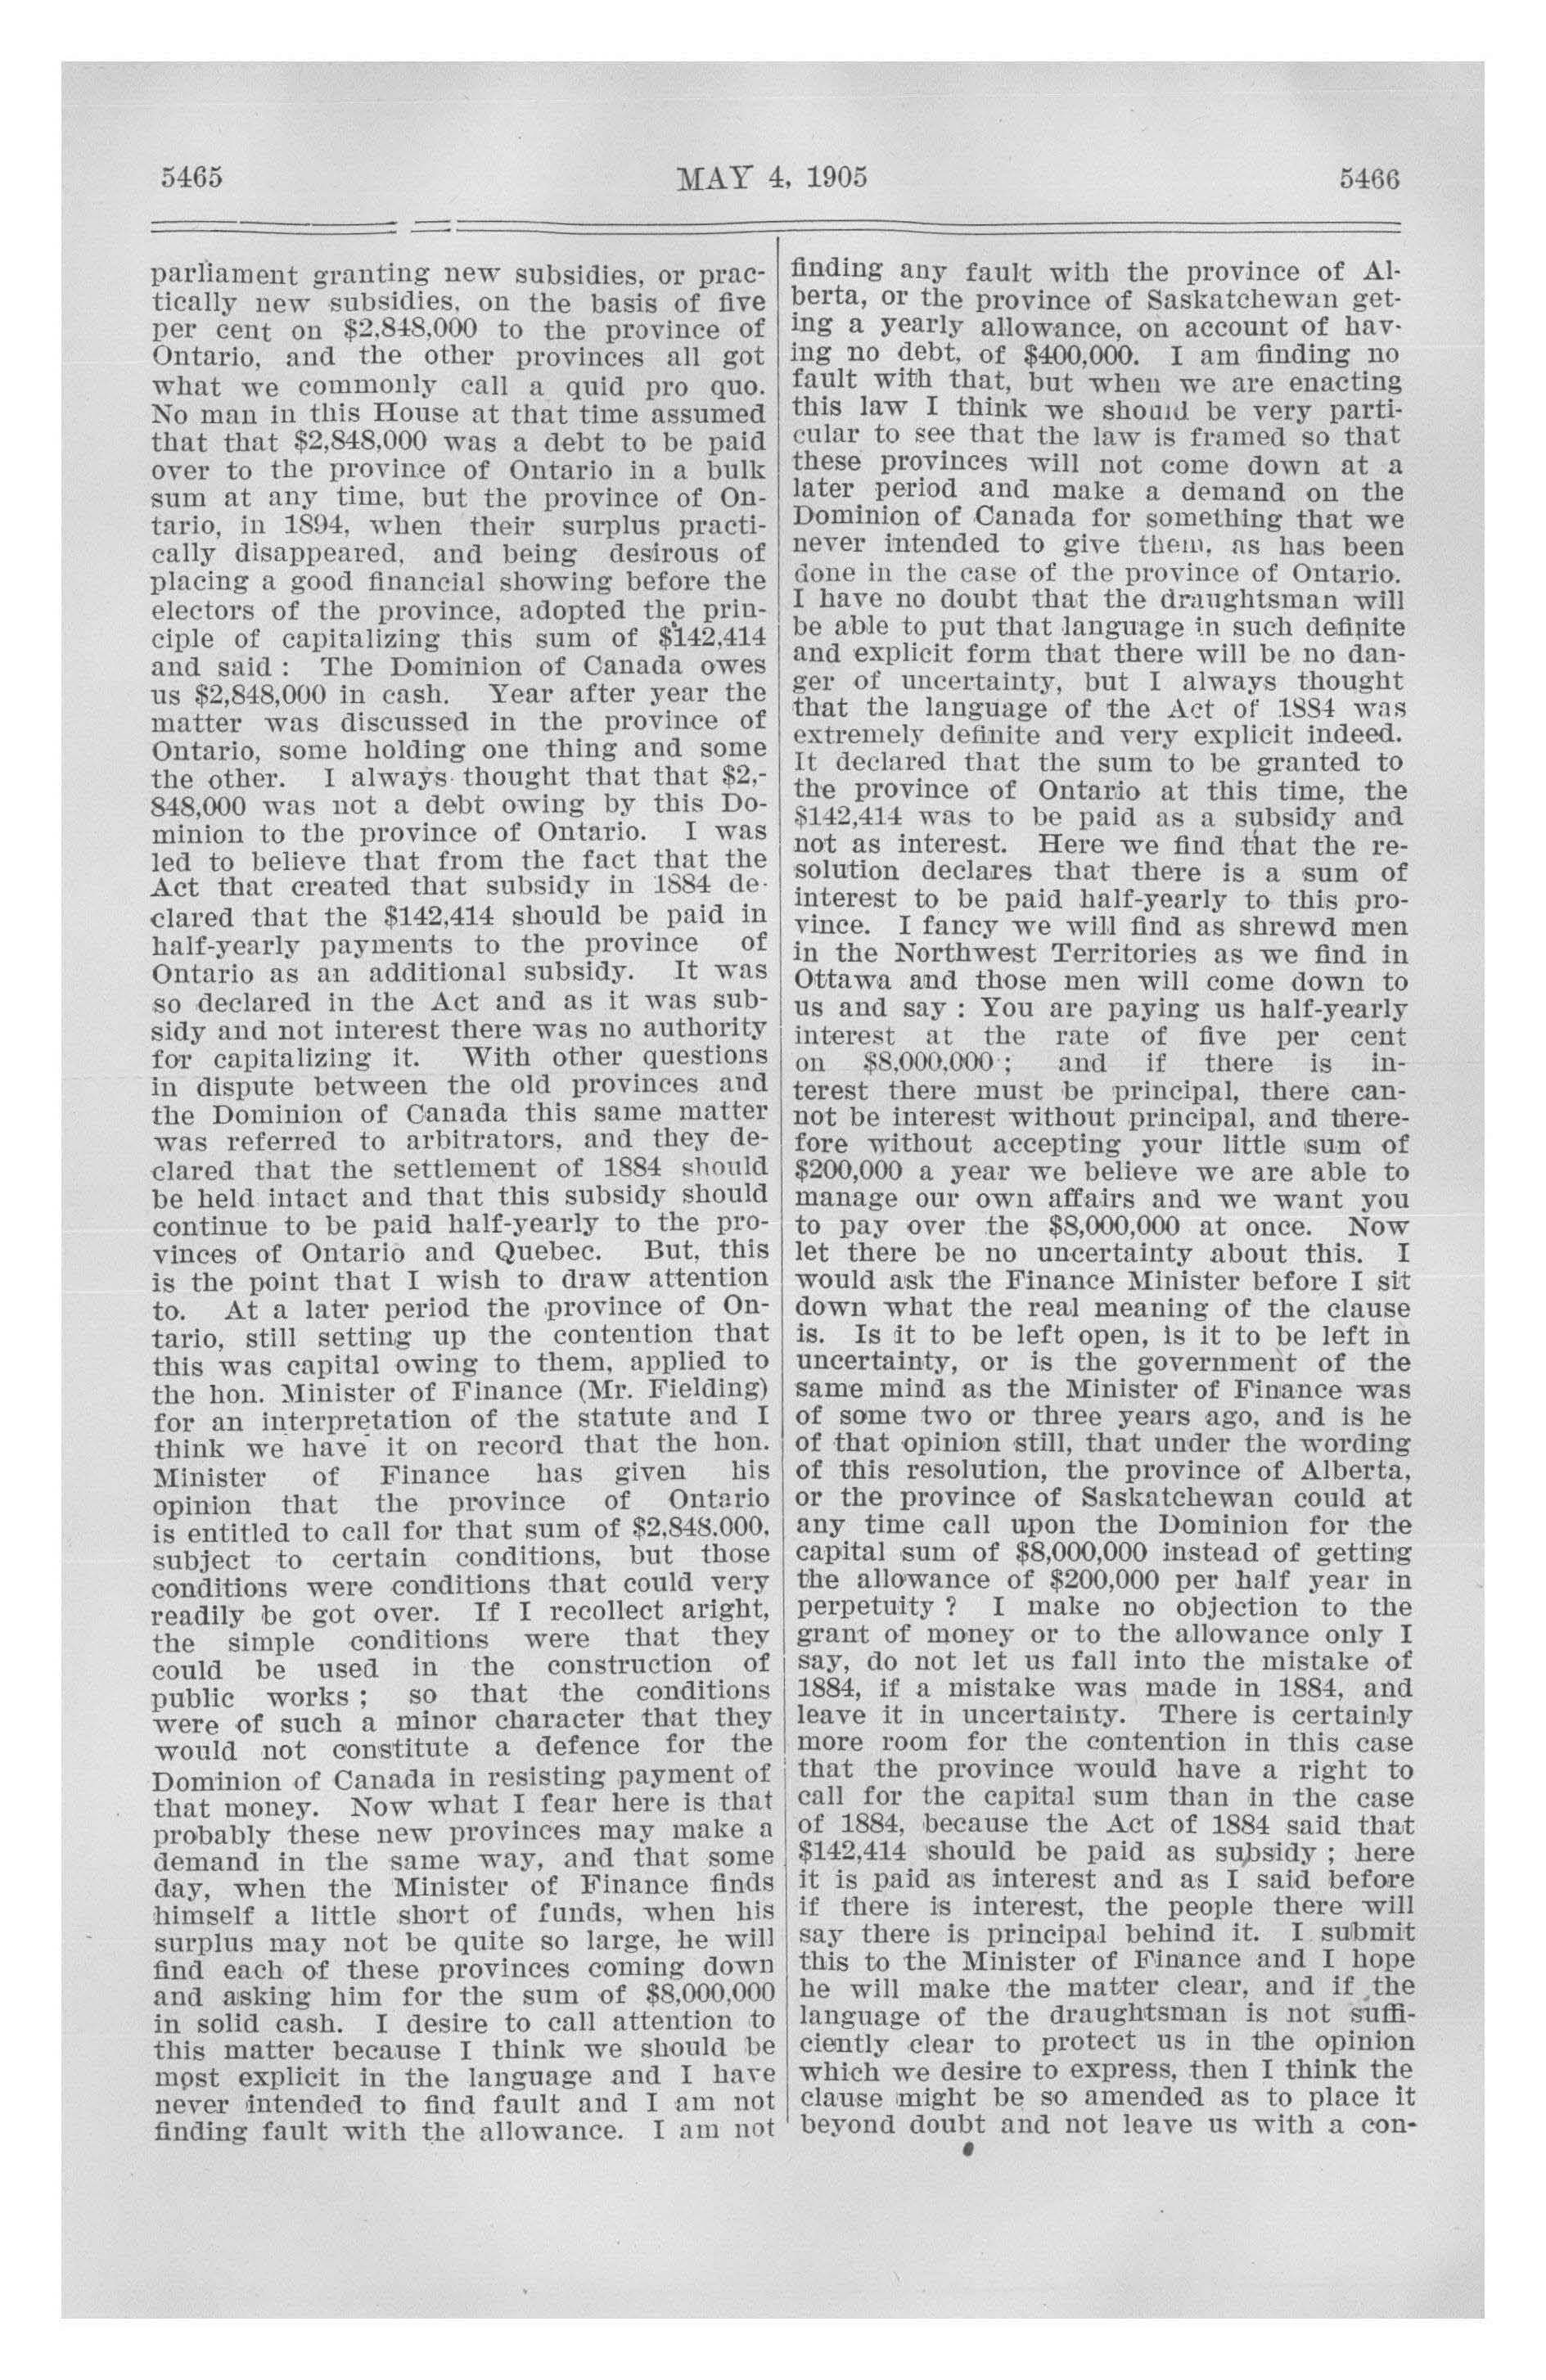 5465 MAY 4, 1905 5466
parliament granting new subsidies, or prac-
tically new subsidies, on the basis of five
per cent on $2,848,000 to the province of
Ontario, and the other provinces all got
what we commonly call a quid pro quo.
No man in this House at that time assumed
that that $2,848,000 was a debt to be paid
over to the province of Ontario in a bulk
sum at any time, but the province of On-
tario, in 1894, when their surplus practi-
cally disappeared, and being desirous of
placing a good financial showing before the
electors of the province, adopted the prin-
ciple of capitalizing this sum of $142,414
and said : The Dominion of Canada owes
us $2,848,000 in cash. Year after year the
matter was discussed in the province of
Ontario, some holding one thing and some
the other. I always thought that that $2,-
848,000 was not a debt owing by this Do-
minion to the province of Ontario. I was
led to believe that from the fact that the
Act that created that subsidy in 1884 de-
clared that the $142,414 should be paid in
half-yearly payments to the province of
Ontario as an additional subsidy. It was
so declared in the Act and as it was sub-
sidy and not interest there was no authority
for capitalizing it. With other questions
in dispute between the old provinces and
the Dominion of Canada this same matter
was referred to arbitrators, and they de-
clared that the settlement of 1884 should
be held intact and that this subsidy should
continue to be paid half-yearly to the pro-
vinces of Ontario and Quebec. But, this
is the point that I wish to draw attention
to. At a later period the province of On-
tario, still setting up the contention that
this was capital owing to them, applied to
the hon. Minister of Finance (Mr. Fielding)
for an interpretation of the statute and I
think we have it on record that the hon.
Minister of Finance has given his
opinion that the province of Ontario
is entitled to call for that sum of $2,848,000,
subject to certain conditions, but those
conditions were conditions that could very
readily be got over. If I recollect aright,
the simple conditions were that they
could be used in the construction of
public works ; so that the conditions
were of such a minor character that they
would not constitute a defence for the
Dominion of Canada in resisting payment of
that money. Now what I fear here is that
probably these new provinces may make a
demand in the same way, and that some
day, when the Minister of Finance finds
himself a little short of funds, when his
surplus may not be quite so large, he will
find each of these provinces coming down
and asking him for the sum of $8,000,000
in solid cash. I desire to call attention to
this matter because I think we should be
most explicit in the language and I have
never intended to find fault and I am not
finding fault with the allowance. I am not
finding any fault with the province of Al-
berta, or the province of Saskatchewan get-
ing a yearly allowance, on account of hav-
ing no debt, of $400,000. I am finding no
fault with that, but when we are enacting
this law I think we should be very parti-
cular to see that the law is framed so that
these provinces will not come down at a
later period and make a demand on the
Dominion of Canada for something that we
never intended to give them, as has been
done in the case of the province of Ontario.
I have no doubt that the draughtsman will
be able to put that language in such definite
and explicit form that there will be no dan-
ger of uncertainty, but I always thought
that the language of the Act of 1884 was
extremely definite and very explicit indeed.
It declared that the sum to be granted to
the province of Ontario at this time, the
$142,414 was to be paid as a subsidy and
not as interest. Here we find that the re-
solution declares that there is a sum of
interest to be paid half-yearly to this pro-
vince. I fancy we will find as shrewd men
in the Northwest Territories as we find in
Ottawa and those men will come down to
us and say : You are paying us half-yearly
interest at the rate of five per cent
on $8,000,000 ; and if there is in-
terest there must be principal, there can-
not be interest without principal, and there-
fore without accepting your little sum of
$200,000 a year we believe we are able to
manage our own affairs and we want you
to pay over the $8,000,000 at once. Now
let there be no uncertainty about this. I
would ask the Finance Minister before I sit
down what the real meaning of the clause
is. Is it to be left open, is it to be left in
uncertainty, or is the government of the
same mind as the Minister of Finance was
of some two or three years ago, and is he
of that opinion still, that under the wording
of this resolution, the province of Alberta,
or the province of Saskatchewan could at
any time call upon the Dominion for the
capital sum of $8,000,000 instead of getting
the allowance of $200,000 per half year in
perpetuity ? I make no objection to the
grant of money or to the allowance only I
say, do not let us fall into the mistake of
1884, if a mistake was made in 1884, and
leave it in uncertainty. There is certainly
more room for the contention in this case
that the province would have a right to
call for the capital sum than in the case
of 1884, because the Act of 1884 said that
$142,414 should be paid as subsidy ; here
it is paid as interest and as I said before
if there is interest, the people there will
say there is principal behind it. I submit
this to the Minister of Finance and I hope
he will make the matter clear, and if the
language of the draughtsman is not suffi-
ciently clear to protect us in the opinion
which we desire to express, then I think the
clause might be so amended as to place it
beyond doubt and not leave us with a con-